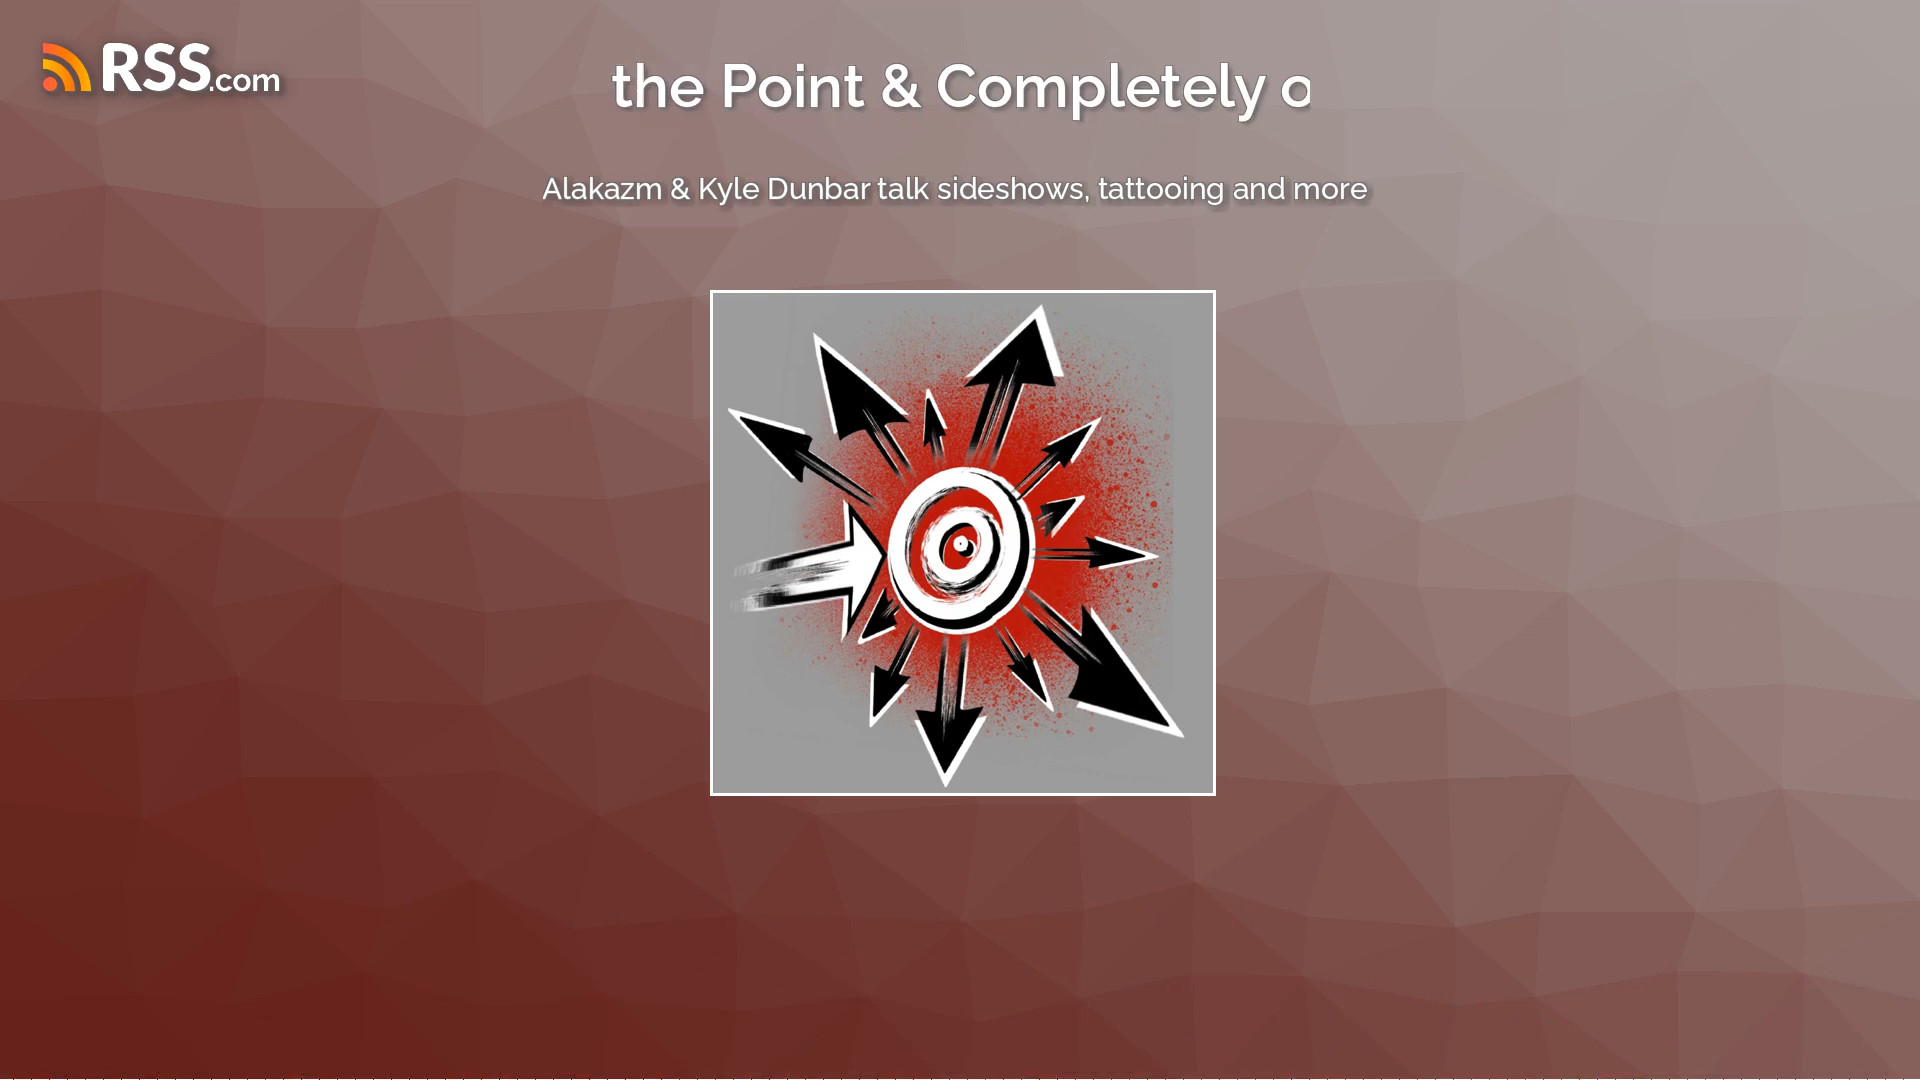 RSS.com
the Point & Completely
Alakazm & Kyle Dunbar talk sideshows, tattooing and more